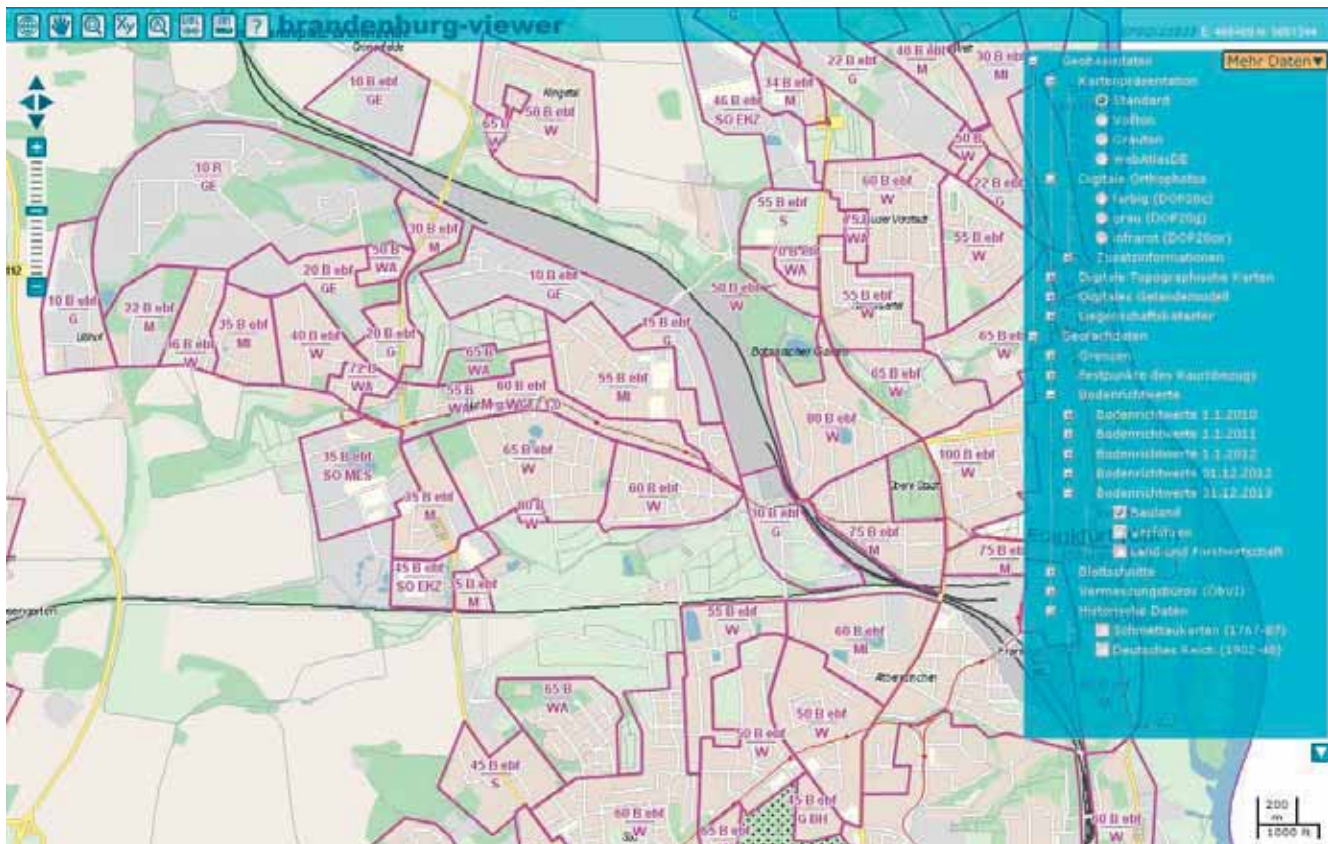 brandenburg-viewer
Mehr Daten▼
Geobasisdaten
Kartenpräsentation
Standard
Vollton
Grauton
webAtlasDE
Digitale Orthophotos
farbig (DOP20c)
grau (DOP20g)
infrarot (DOP20cir)
Zusatzinformationen
Digitale Topographische Karten
Digitales Geländemodell
Liegenschaftskataster
Geofachdaten
Grenzen
Festpunkte des Raumbezugs
Bodenrichtwerte
Bodenrichtwerte 1.1.2010
Bodenrichtwerte 1.1.2011
Bodenrichtwerte 1.1.2012
Bodenrichtwerte 31.12.2012
Bodenrichtwerte 31.12.2013
Bauland
Verfahren
Land-und Forstwirtschaft
Blattschnitte
Vermessungsbüros (ÖbVI)
Historische Daten
Schmettaukarten (1767-87)
Deutsches Reich (1902-48)
10 B ebf
GE
50 B ebf
W
65 B
W
46 B ebf
SO EKZ
34 B ebf
M
22 B ebf
G
40 B ebf
M
30 B ebf
MI
50 B
W
60 B ebf
W
22 B ebf
G
55 B ebf
S
75 B
WA
WA
55 B ebf
W
55 B ebf
W
50 B ebf
W
GE
30 B ebf
M
50 B
WA
20 B ebf
GE
10 B ebf
GE
10 B ebf
G
22 B ebf
M
35 B ebf
MI
W
40 B ebf
W
20 B ebf
G
72 B
WA
65 B
WA
55 B
60 B ebf
55 B ebf
MI
G
Botanischer Garten
65 B ebf
W
80 B ebf
W
100 B ebf
W
Obere Stadt
35 B ebf
SO MES
65 B ebf
W
60 B ebf
W
80 B
W
35 B ebf
M
45 B ebf
SO EKZ
M
30 B ebf
G
75 B ebf
M
75 B ebf
M
55 B ebf
W
60 B ebf
MI
Altberesinchen
65 B
WA
50 B ebf
W
50 B ebf
W
45 B ebf
S
60 B ebf
W
65 B ebf
45 B ebf
G BH
60 B ebf
W
200
m
1000 ft